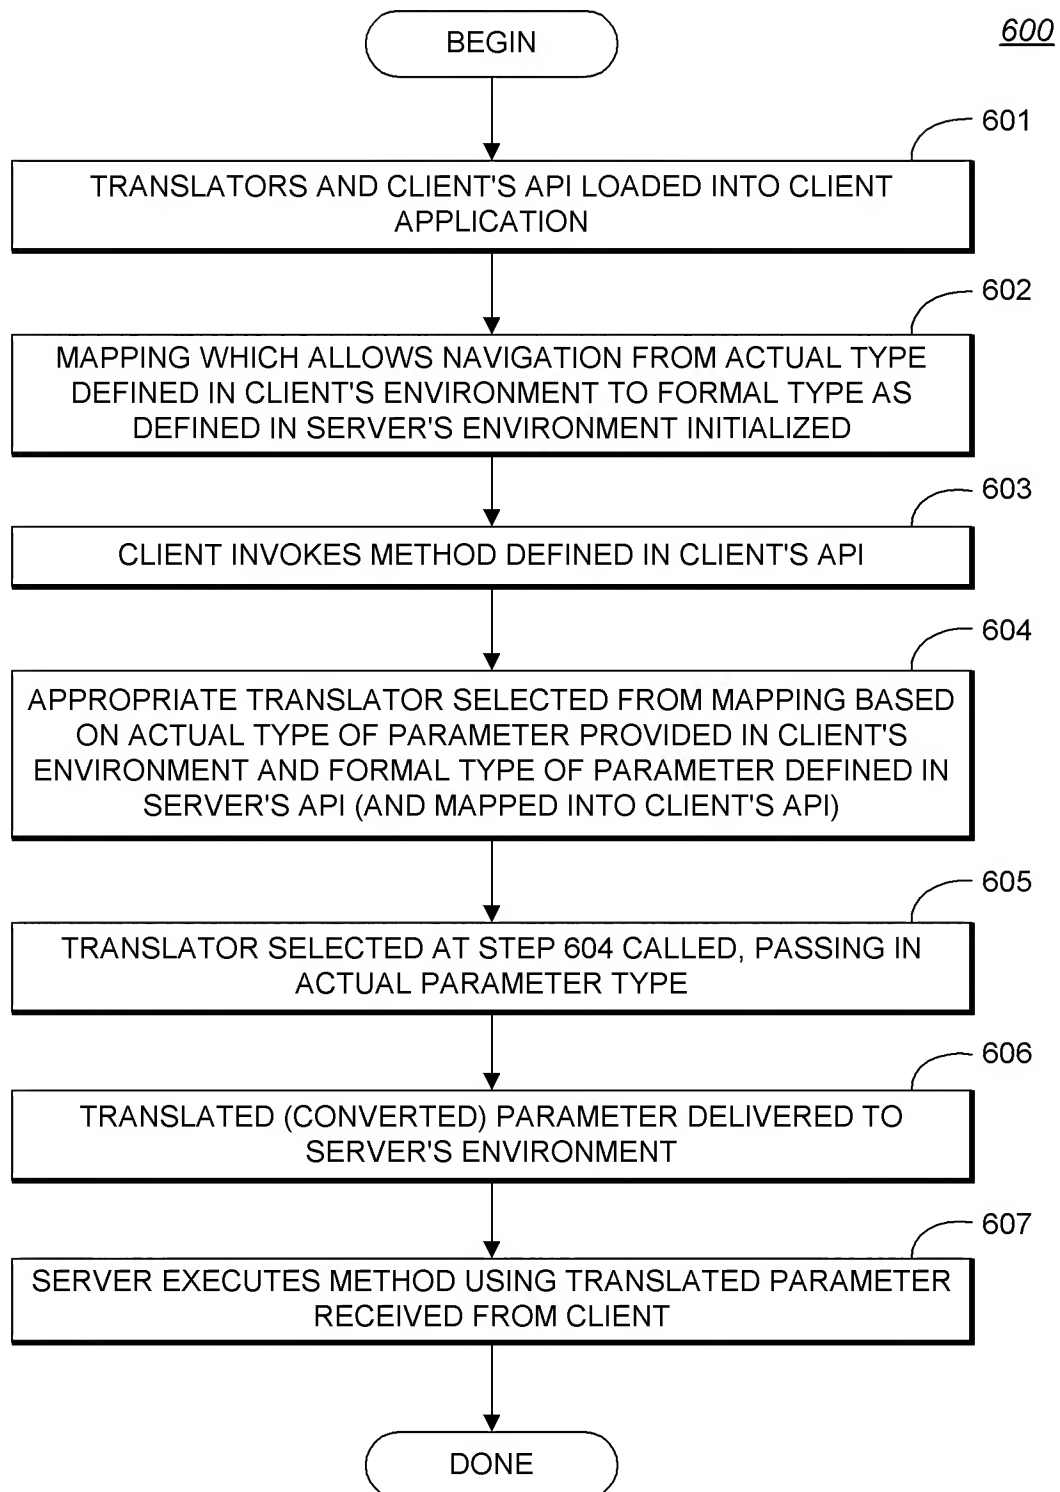 600
BEGIN
601
TRANSLATORS AND CLIENT'S API LOADED INTO CLIENT
APPLICATION
602
MAPPING WHICH ALLOWS NAVIGATION FROM ACTUAL TYPE
DEFINED IN CLIENT'S ENVIRONMENT TO FORMAL TYPE AS
DEFINED IN SERVER'S ENVIRONMENT INITIALIZED
603
CLIENT INVOKES METHOD DEFINED IN CLIENT'S API
604
APPROPRIATE TRANSLATOR SELECTED FROM MAPPING BASED
ON ACTUAL TYPE OF PARAMETER PROVIDED IN CLIENT'S
ENVIRONMENT AND FORMAL TYPE OF PARAMETER DEFINED IN
SERVER'S API (AND MAPPED INTO CLIENT'S API)
605
TRANSLATOR SELECTED AT STEP 604 CALLED, PASSING IN
ACTUAL PARAMETER TYPE
606
TRANSLATED (CONVERTED) PARAMETER DELIVERED TO
SERVER'S ENVIRONMENT
607
SERVER EXECUTES METHOD USING TRANSLATED PARAMETER
RECEIVED FROM CLIENT
DONE